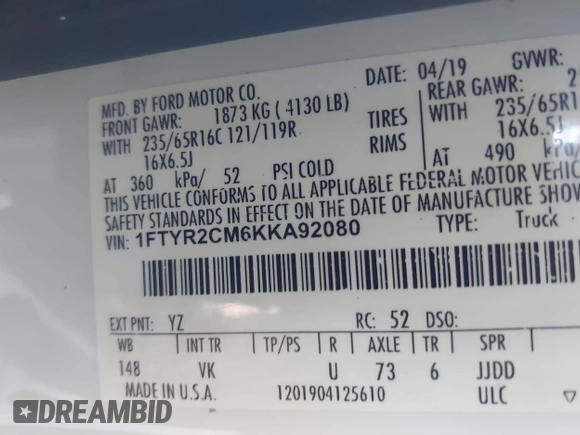 DATE: 04/19 GVWR:
MFD. BY FORD MOTOR CO.
FRONT GAWR: 1873 KG ( 4130 LB) REAR GAWR:
WITH 235/65R16C 121/119R TIRES WITH 235/65R1
16X6.5J RIMS 16X6.5J
AT 360 kPa/ 52 PSI COLD AT 490 kPa/
THIS VEHICLE CONFORMS TO ALL APPLICABLE FEDERAL MOTOR VEHIC
SAFETY STANDARDS IN EFFECT ON THE DATE OF MANUFACTURE SHOW
VIN: 1FTYR2CM6KKA92080 TYPE: Truck
EXT PNT: YZ RC: 52 DSO:
WB INT TR TP/PS R AXLE TR SPR
148 VK U 73 6 JJDD
MADE IN U.S.A. 1201904125610 ULC
DREAMBID